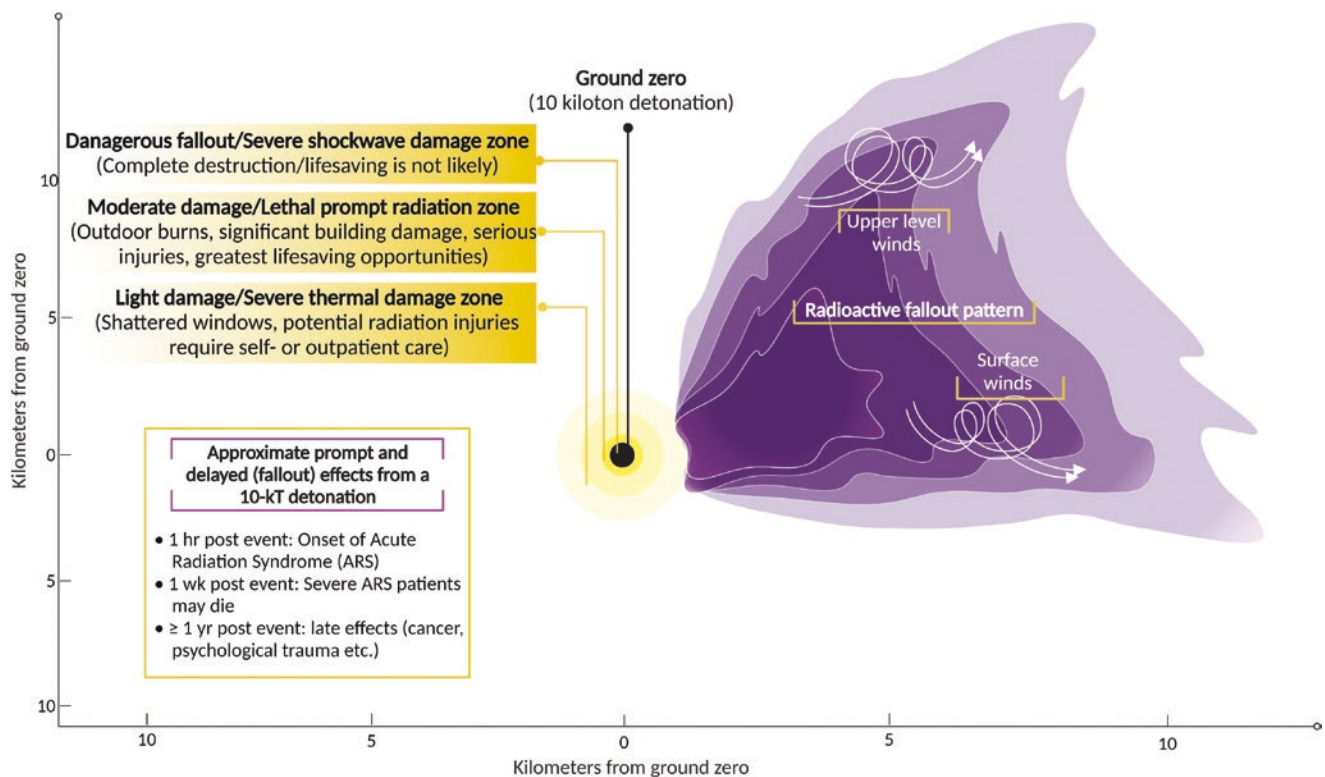 Ground zero
(10 kiloton detonation)
Danagerous fallout/Severe shockwave damage zone
(Complete destruction/lifesaving is not likely)
Moderate damage/Lethal prompt radiation zone
(Outdoor burns, significant building damage, serious
injuries, greatest lifesaving opportunities)
Light damage/Severe thermal damage zone
(Shattered windows, potential radiation injuries
require self- or outpatient care)
Upper level
winds
Radioactive fallout pattern
Surface
winds
Approximate prompt and
delayed (fallout) effects from a
10-kT detonation
• 1 hr post event: Onset of Acute
Radiation Syndrome (ARS)
• 1 wk post event: Severe ARS patients
may die
• ≥ 1 yr post event: late effects (cancer,
psychological trauma etc.)
Kilometers from ground zero
10
5
0
5
10
10
5
0
5
10
Kilometers from ground zero